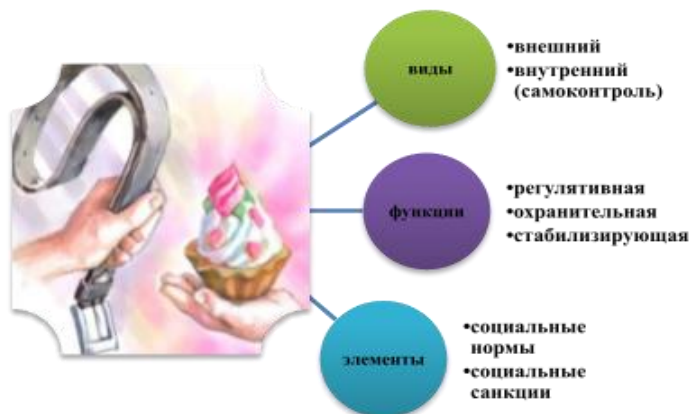 виды
•внешний
•внутренний
(самоконтроль)
функции
•регулятивная
•охранительная
•стабилизирующая
элементы
•социальные
нормы
•социальные
санкции